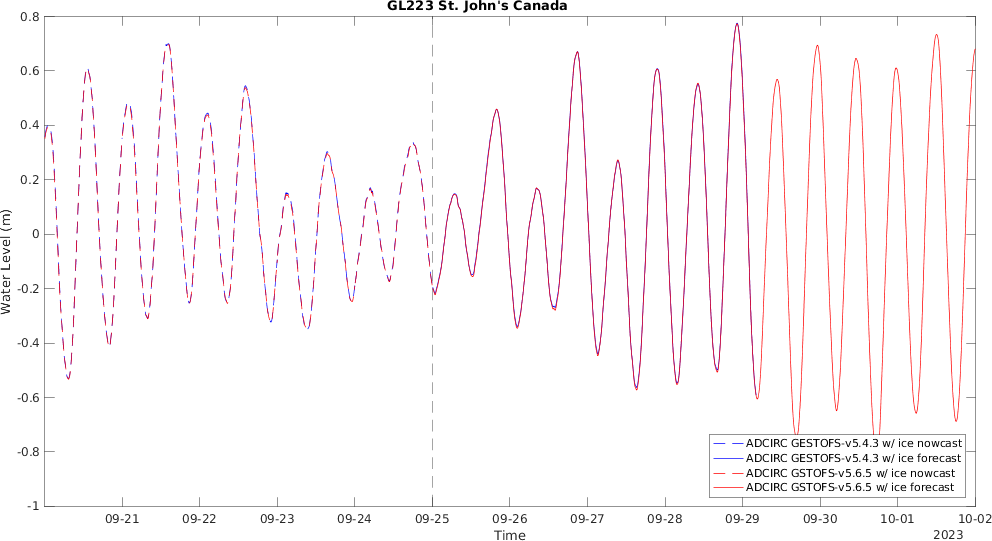 GL223 St. John's Canada
Water Level (m)
0.8
0.6
0.4
0.2
0
-0.2
-0.4
-0.6
-0.8
-1
ADCIRC GESTOFS-v5.4.3 w/ ice nowcast
ADCIRC GESTOFS-v5.4.3 w/ ice forecast
ADCIRC GSTOFS-v5.6.5 w/ ice nowcast
ADCIRC GSTOFS-v5.6.5 w/ ice forecast
09-21 09-22 09-23 09-24 09-25 09-26 09-27 09-28 09-29 09-30 10-01 10-02
Time
2023